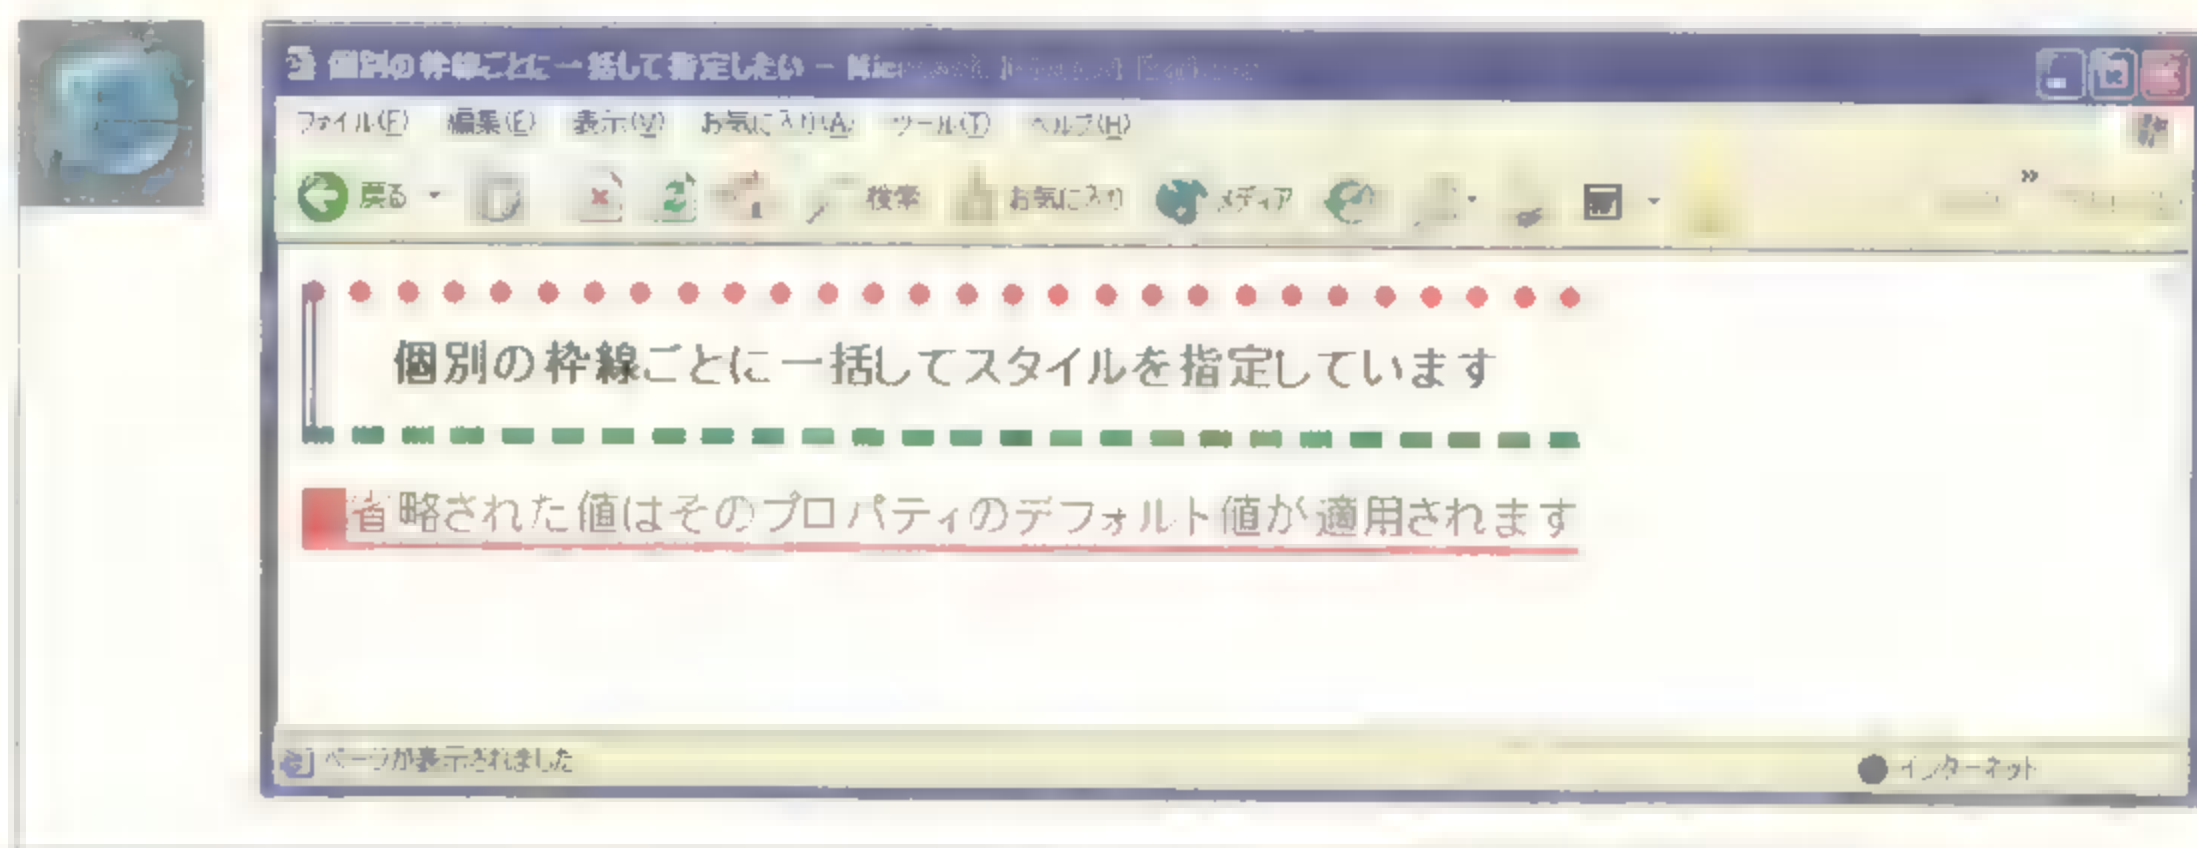 個別の枠線ごとに一括して指定したい - Mic
ファイル(F) 編集(E) 表示(V) お気に入り(A) ツール(T) ヘルプ(H)
戻る 検索 お気に入り メディア »
個別の枠線ごとに一括してスタイルを指定しています
省略された値はそのプロパティのデフォルト値が適用されます
ページが表示されました インターネット